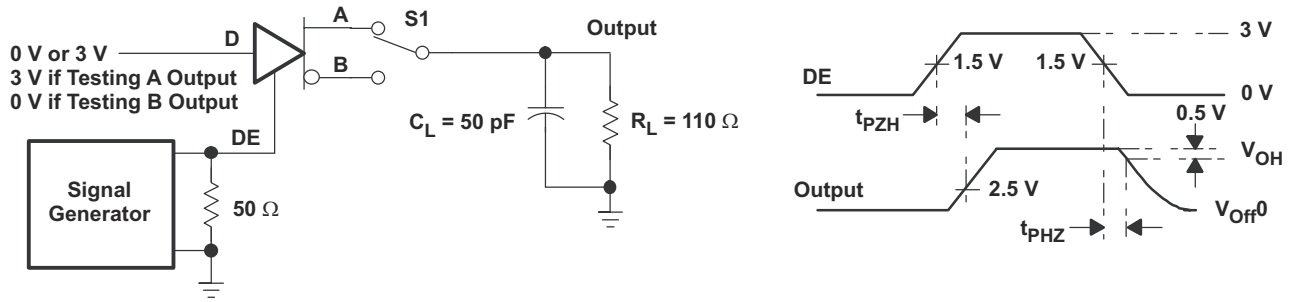 A
S1
Output
D
0 V or 3 V
3 V if Testing A Output
0 V if Testing B Output
B
DE
C_L = 50 pF
R_L = 110 Ω
Signal
Generator
50 Ω
3 V
1.5 V
1.5 V
DE
0 V
t_PZH
0.5 V
V_OH
Output
2.5 V
V_Off0
t_PHZ